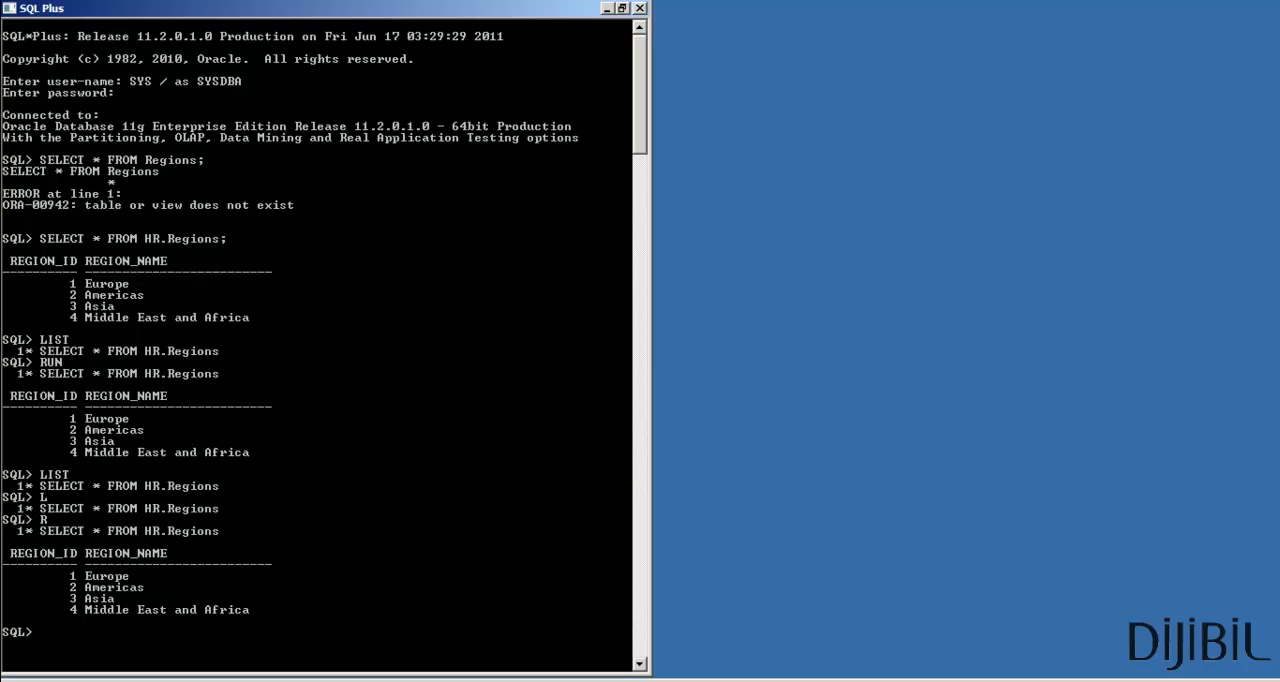 SQL Plus
SQL*Plus: Release 11.2.0.1.0 Production on Fri Jun 17 03:29:29 2011
Copyright (c) 1982, 2010, Oracle.  All rights reserved.
Enter user-name: SYS / as SYSDBA
Enter password:
Connected to:
Oracle Database 11g Enterprise Edition Release 11.2.0.1.0 - 64bit Production
With the Partitioning, OLAP, Data Mining and Real Application Testing options
SQL> SELECT * FROM Regions;
SELECT * FROM Regions
*
ERROR at line 1:
ORA-00942: table or view does not exist
SQL> SELECT * FROM HR.Regions;
REGION_ID REGION_NAME
---------- -------------------------
1 Europe
2 Americas
3 Asia
4 Middle East and Africa
SQL> LIST
1* SELECT * FROM HR.Regions
SQL> RUN
1* SELECT * FROM HR.Regions
REGION_ID REGION_NAME
---------- -------------------------
1 Europe
2 Americas
3 Asia
4 Middle East and Africa
SQL> LIST
1* SELECT * FROM HR.Regions
SQL> L
1* SELECT * FROM HR.Regions
SQL> R
1* SELECT * FROM HR.Regions
REGION_ID REGION_NAME
---------- -------------------------
1 Europe
2 Americas
3 Asia
4 Middle East and Africa
SQL>
DiJiBiL